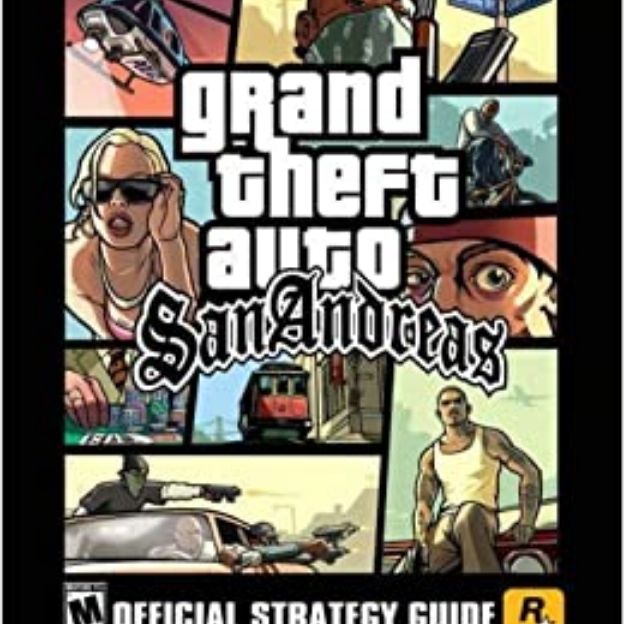 grand
theft
auto
San Andreas
M
OFFICIAL STRATEGY GUIDE
R